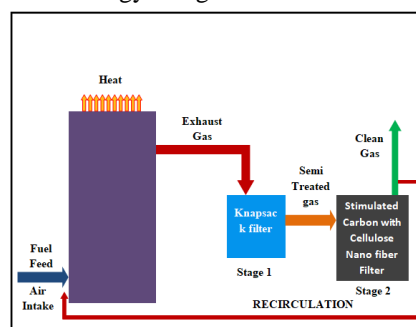 Heat
Exhaust
Gas
Clean
Gas
Semi
Treated
gas
Knapsac
k filter
Stimulated
Carbon with
Cellulose
Nano fiber
Filter
Fuel
Feed
Air
Intake
Stage 1
Stage 2
RECIRCULATION